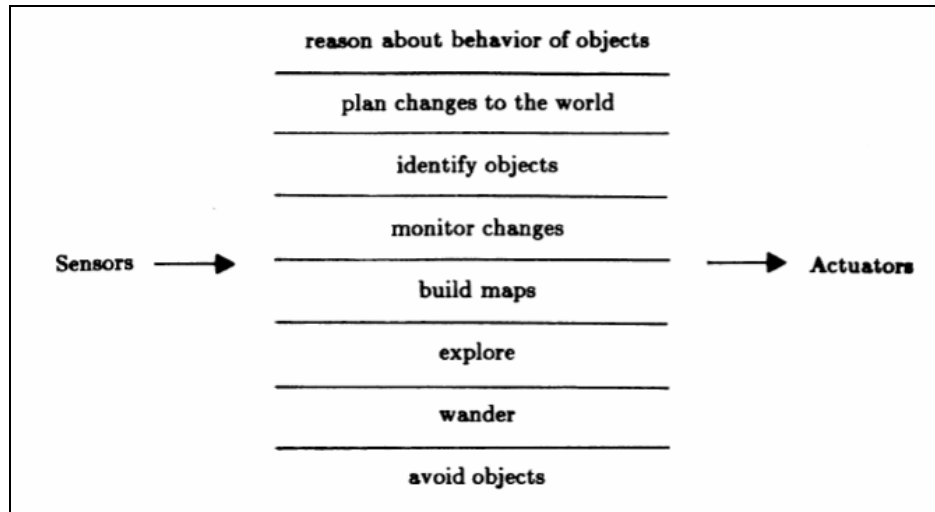 reason about behavior of objects
plan changes to the world
identify objects
monitor changes
Sensors
Actuators
build maps
explore
wander
avoid objects